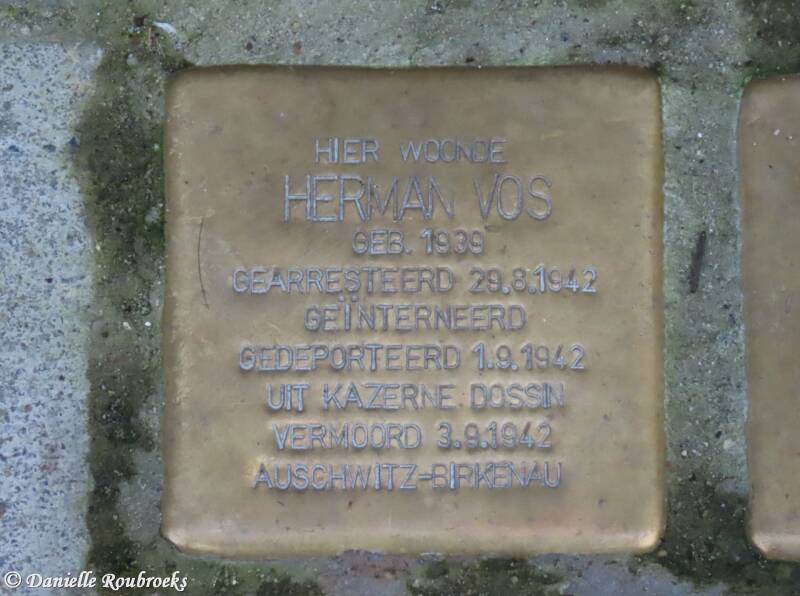 HIER WOONDE
HERMAN VOS
GEB. 1939
GEARRESTEERD 29.8.1942
GEÏNTERNEERD
GEDEPORTEERD 1.9.1942
UIT KAZERNE DOSSIN
VERMOORD 3.9.1942
AUSCHWITZ-BIRKENAU
© Danielle Roubroeks